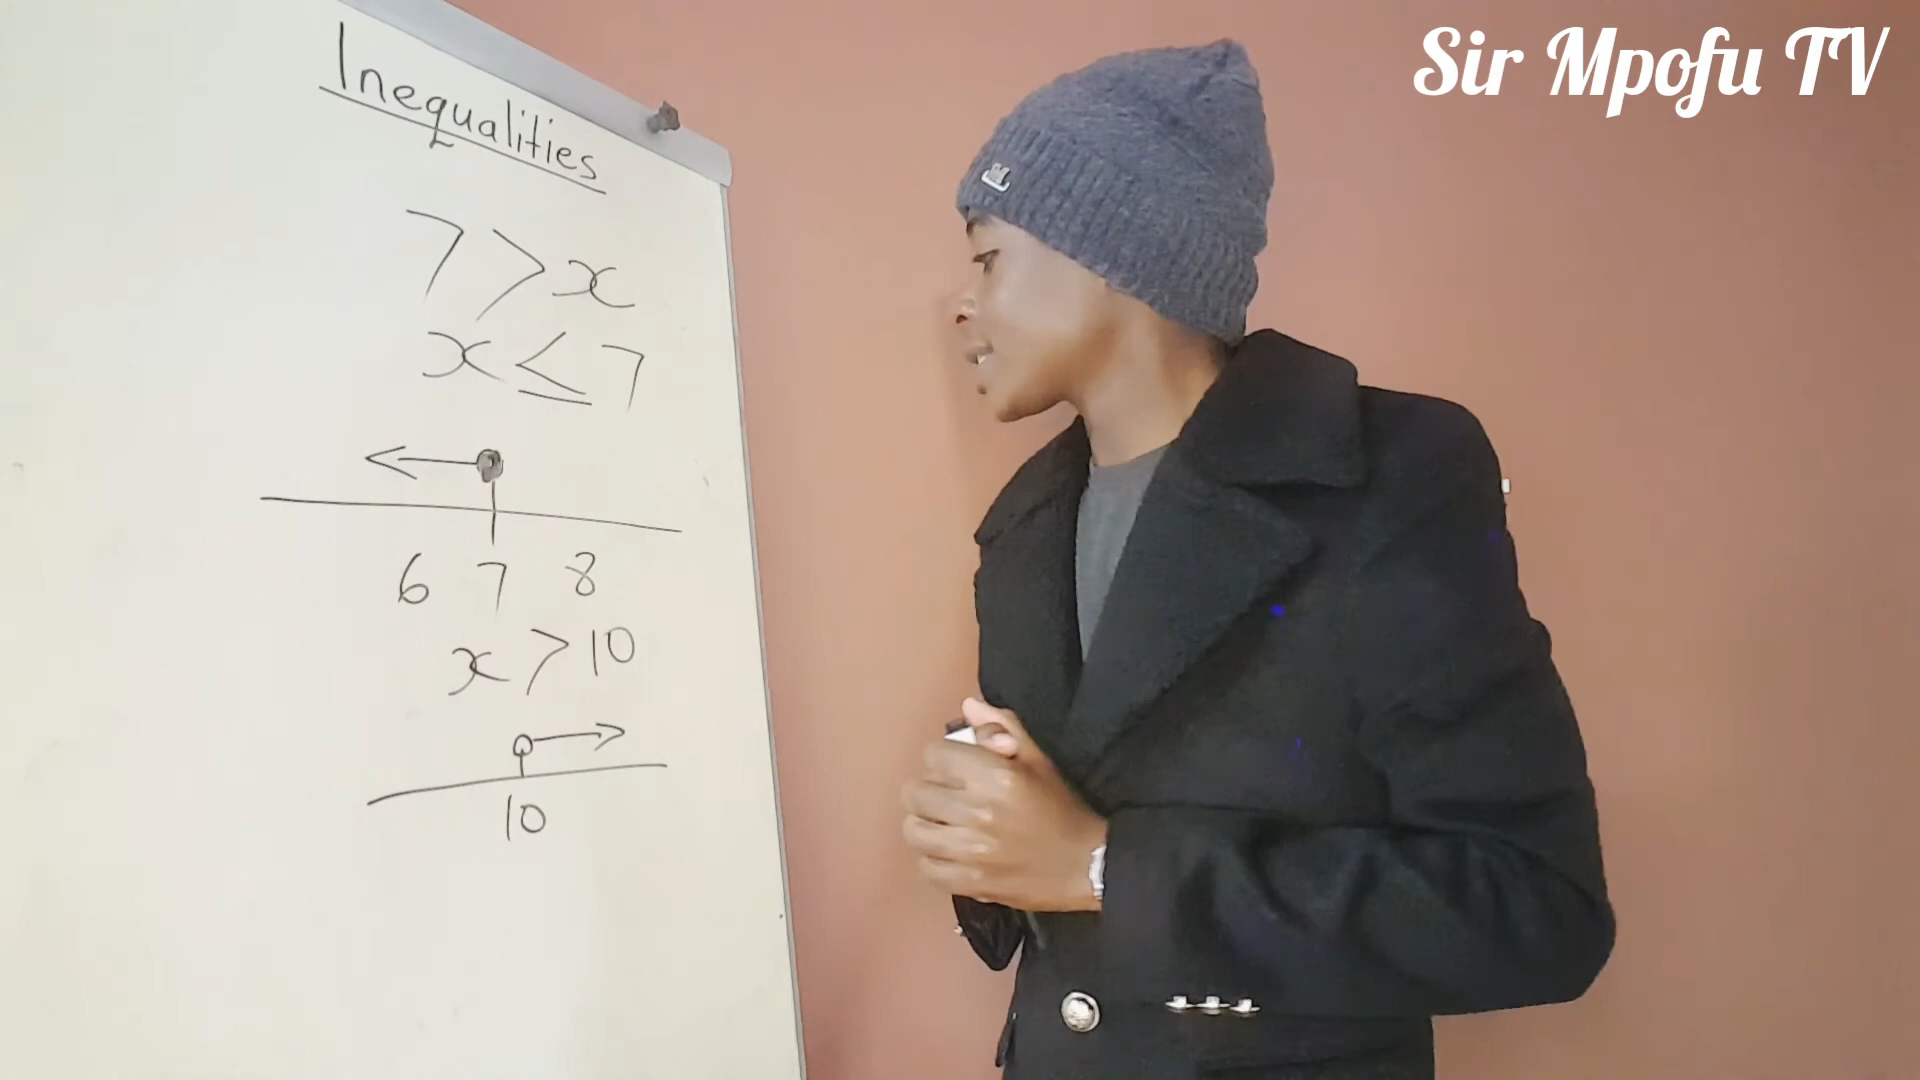 Sir Mpofu TV
Inequalities
7 > x
x ≤ 7
6 7 8
x > 10
10